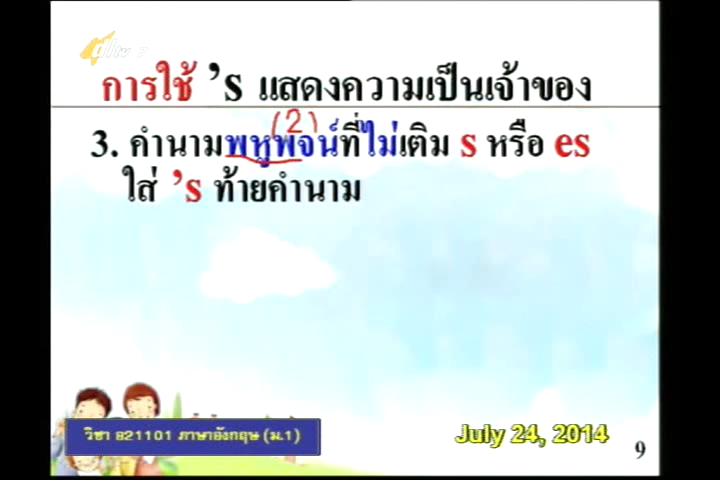 dltv 7
การใช้ ’s แสดงความเป็นเจ้าของ
(2)
3. คำนามพหูพจน์ที่ไม่เติม s หรือ es
ใส่ ’s ท้ายคำนาม
วิชา อ21101 ภาษาอังกฤษ (ม.1)
July 24, 2014
9